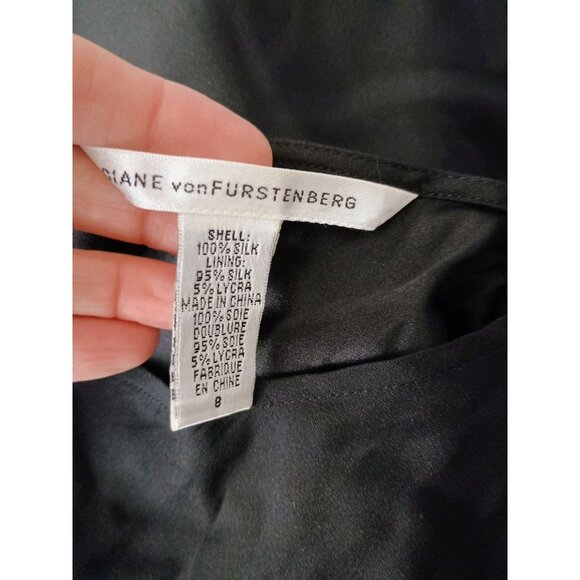 DIANE vonFURSTENBERG
SHELL:
100% SILK
LINING:
95% SILK
5% LYCRA
MADE IN CHINA
100% SOIE
DOUBLURE
95% SOIE
5% LYCRA
FABRIQUE
EN CHINE
8